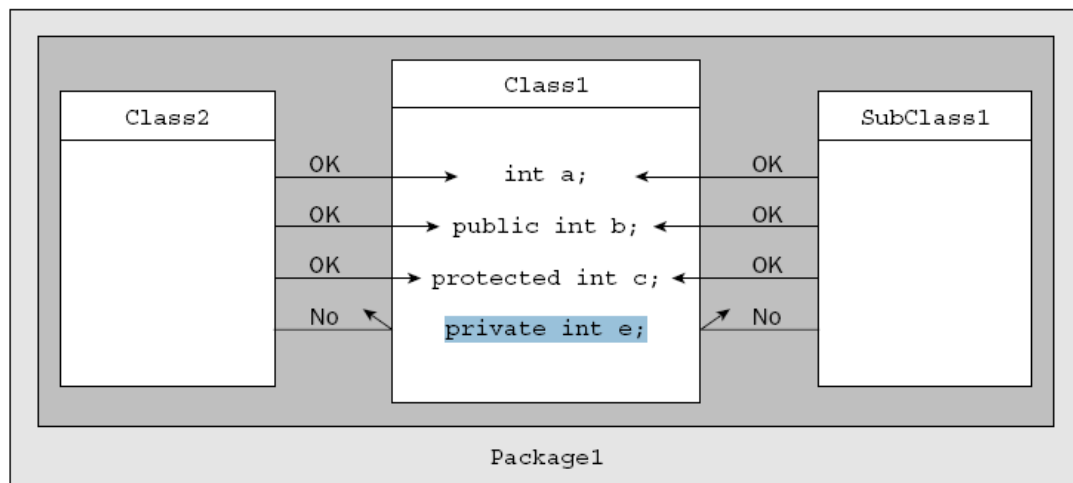 Class1
Class2
SubClass1
OK int a; OK
OK public int b; OK
OK protected int c; OK
No private int e; No
Package1